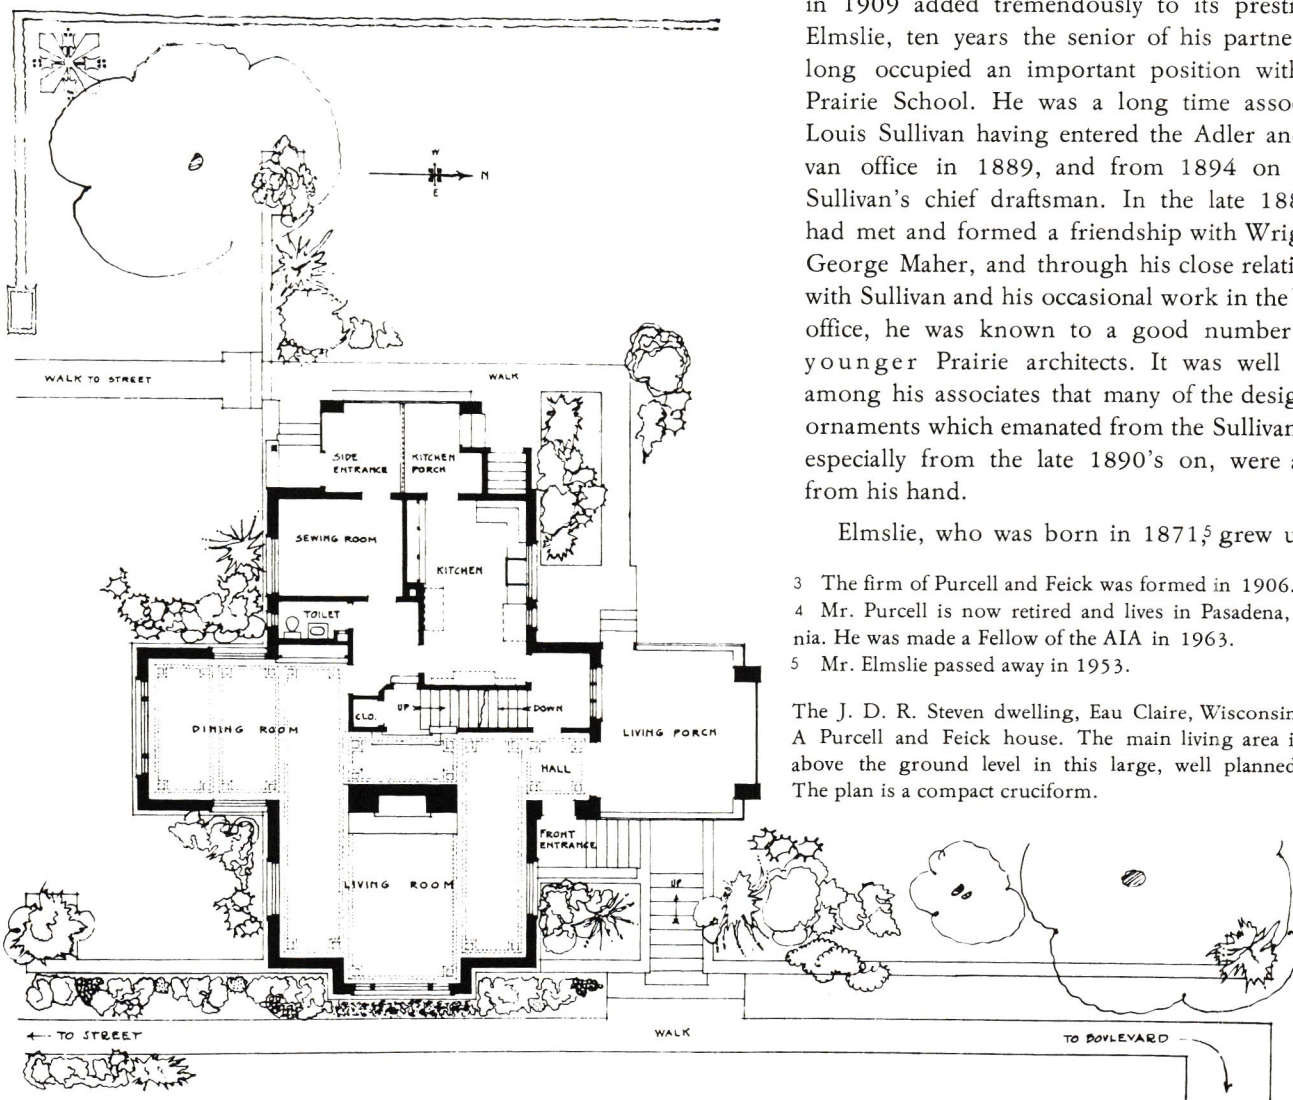 in 1909 added tremendously to its
Elmslie, ten years the senior of his
long occupied an important position
Prairie School. He was a long time
Louis Sullivan having entered the Adler
van office in 1889, and from 1894 on
Sullivan's chief draftsman. In the late
had met and formed a friendship with
George Maher, and through his close
with Sullivan and his occasional work in the
office, he was known to a good number
younger Prairie architects. It was well
among his associates that many of the
ornaments which emanated from the Sullivan
especially from the late 1890's on, were
from his hand.
Elmslie, who was born in 1871,⁵ grew
3 The firm of Purcell and Feick was formed in 1906.
4 Mr. Purcell is now retired and lives in Pasadena,
nia. He was made a Fellow of the AIA in 1963.
5 Mr. Elmslie passed away in 1953.
The J. D. R. Steven dwelling, Eau Claire, Wisconsin
A Purcell and Feick house. The main living area
above the ground level in this large, well planned
The plan is a compact cruciform.
W
N
E
WALK TO STREET
WALK
SIDE
ENTRANCE
KITCHEN
PORCH
SEWING ROOM
KITCHEN
TOILET
CLO.
UP
DOWN
DINING ROOM
LIVING PORCH
HALL
FRONT
ENTRANCE
LIVING ROOM
UP
TO STREET
WALK
TO BOVLEVARD